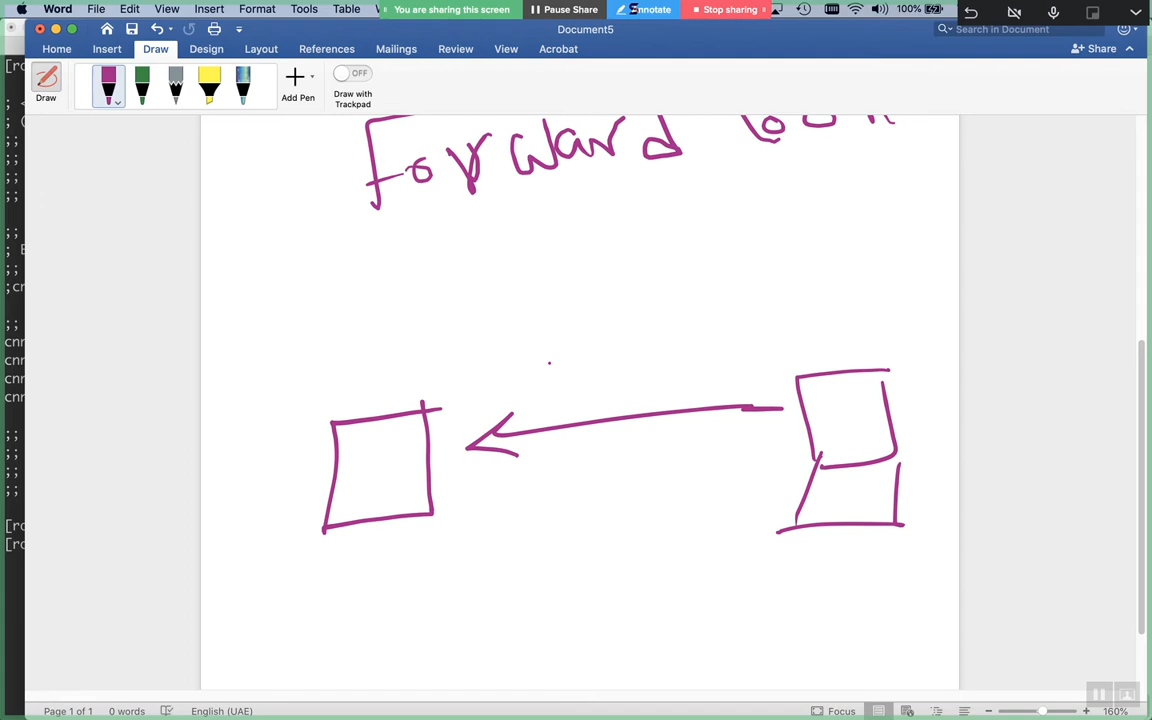 Word File Edit View Insert Format Tools Table
You are sharing this screen
Pause Share
Annotate
Stop sharing
100%
Document5
Search in Document
Home Insert Draw Design Layout References Mailings Review View Acrobat
Share
Draw
Add Pen
OFF
Draw with
Trackpad
Forward
Page 1 of 1 0 words English (UAE)
Focus
160%